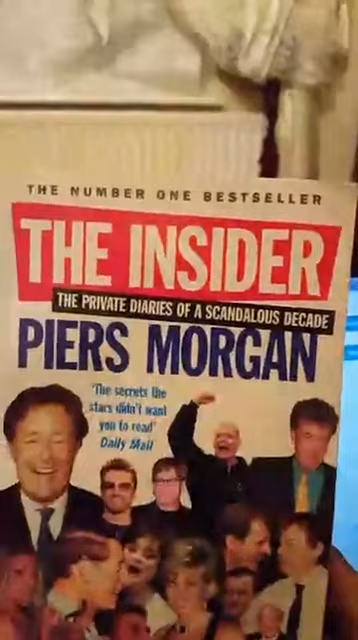 THE NUMBER ONE BESTSELLER
THE INSIDER
THE PRIVATE DIARIES OF A SCANDALOUS DECADE
PIERS MORGAN
'The secrets the
stars didn't want
you to read'
Daily Mail